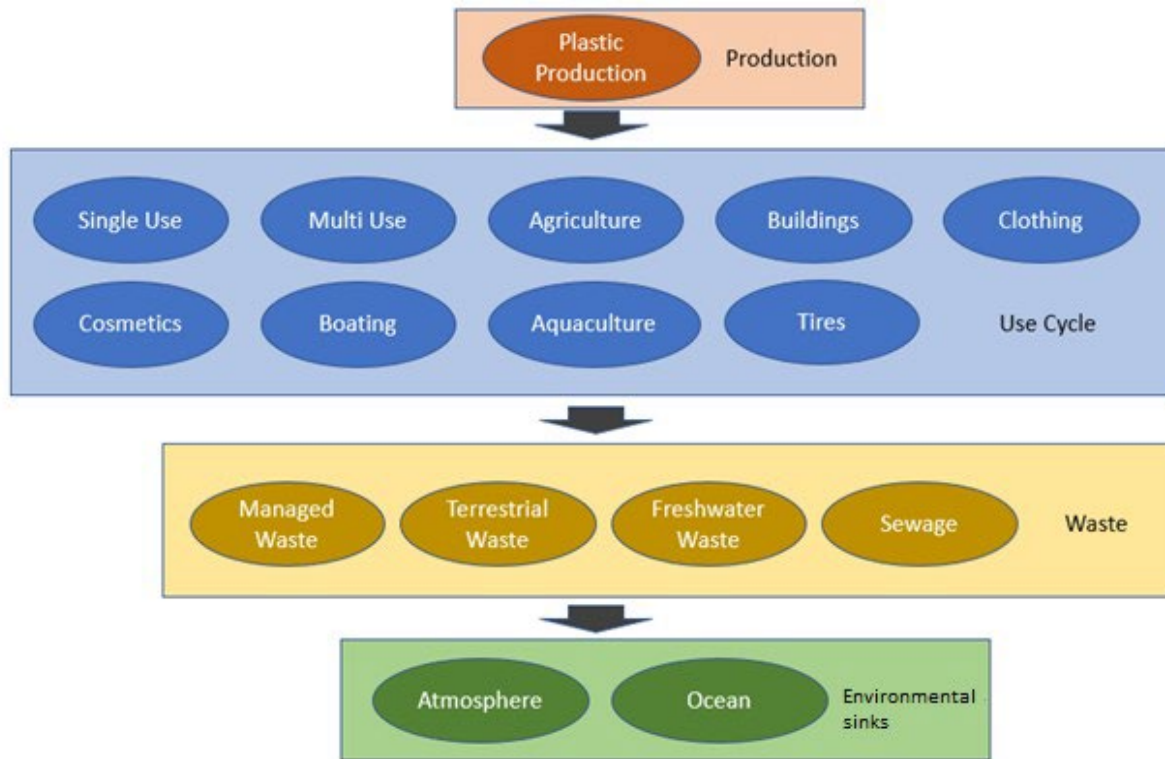 Plastic
Production
Production
Single Use
Multi Use
Agriculture
Buildings
Clothing
Cosmetics
Boating
Aquaculture
Tires
Use Cycle
Managed
Waste
Terrestrial
Waste
Freshwater
Waste
Sewage
Waste
Atmosphere
Ocean
Environmental
sinks